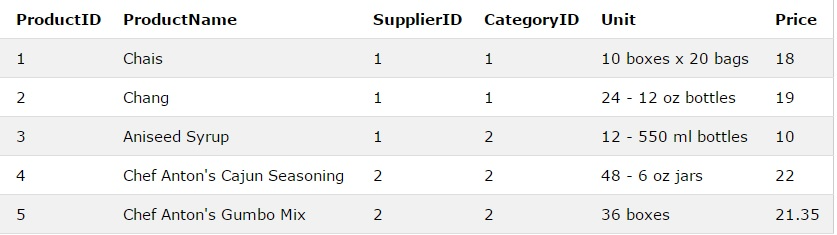 ProductID ProductName SupplierID CategoryID Unit Price
1 Chais 1 1 10 boxes x 20 bags 18
2 Chang 1 1 24 - 12 oz bottles 19
3 Aniseed Syrup 1 2 12 - 550 ml bottles 10
4 Chef Anton's Cajun Seasoning 2 2 48 - 6 oz jars 22
5 Chef Anton's Gumbo Mix 2 2 36 boxes 21.35